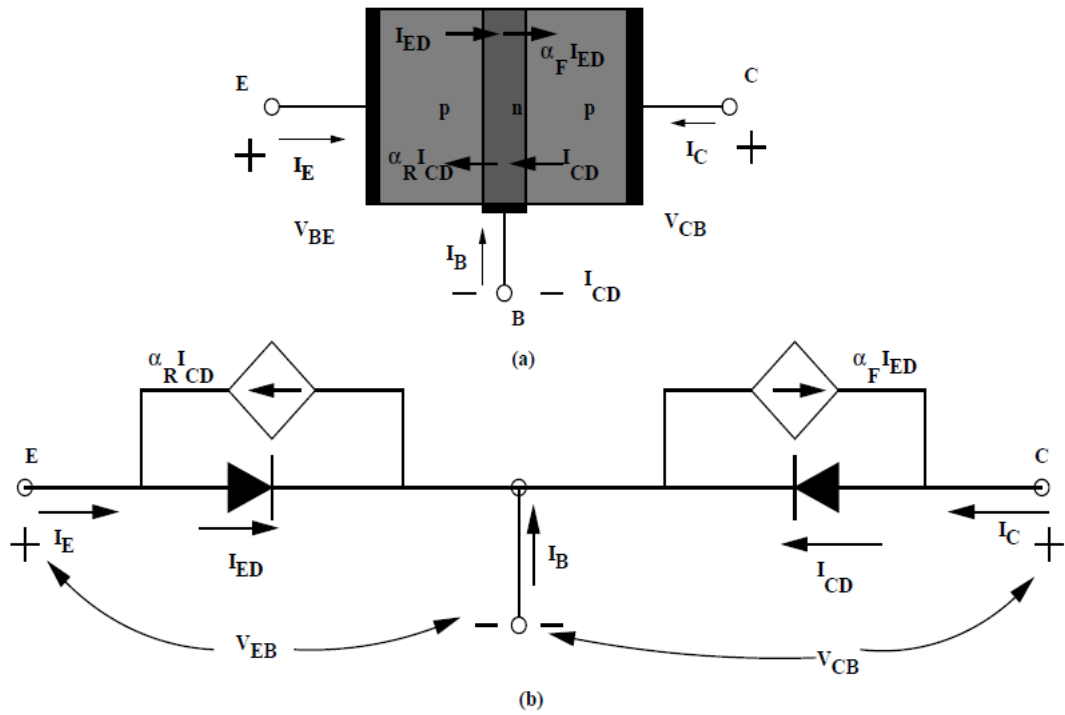 I_ED
α_F I_ED
E
C
p
n
p
α_R I_CD
I_CD
+
I_E
I_C
+
V_BE
V_CB
I_B
−
−
I_CD
B
(a)
α_R I_CD
α_F I_ED
E
C
I_E
I_B
I_C
+
I_ED
I_CD
+
−
−
V_EB
V_CB
(b)